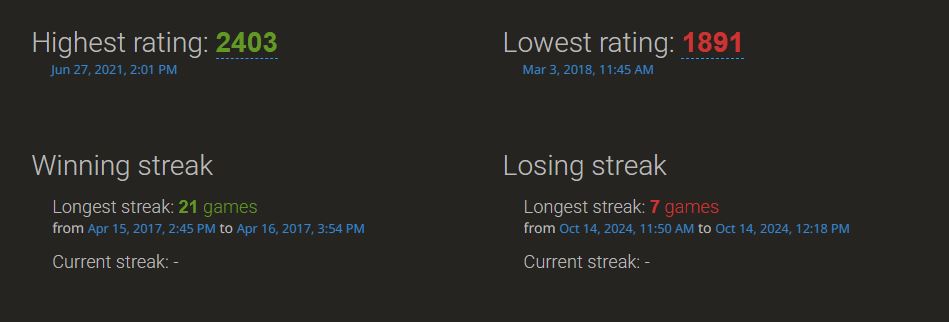 Highest rating: 2403
Jun 27, 2021, 2:01 PM
Lowest rating: 1891
Mar 3, 2018, 11:45 AM
Winning streak
Longest streak: 21 games
from Apr 15, 2017, 2:45 PM to Apr 16, 2017, 3:54 PM
Current streak: -
Losing streak
Longest streak: 7 games
from Oct 14, 2024, 11:50 AM to Oct 14, 2024, 12:18 PM
Current streak: -